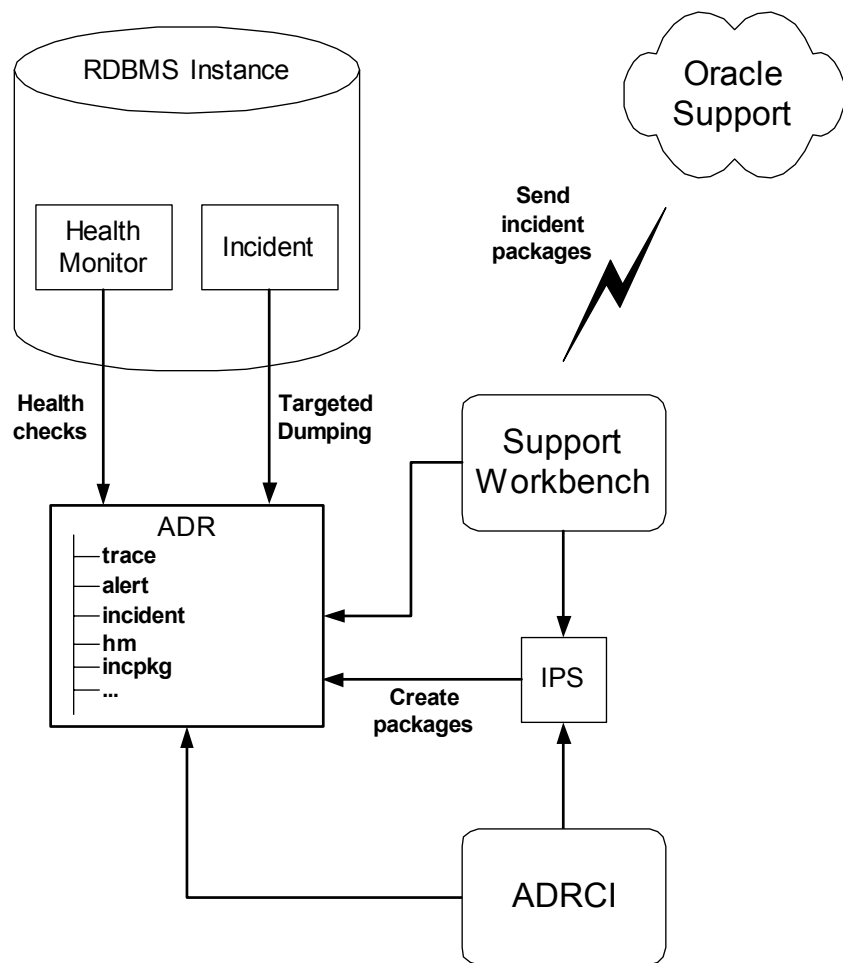 RDBMS Instance
Oracle
Support
Health
Monitor
Incident
Send
incident
packages
Health
checks
Targeted
Dumping
Support
Workbench
ADR
trace
alert
incident
hm
incpkg
...
IPS
Create
packages
ADRCI